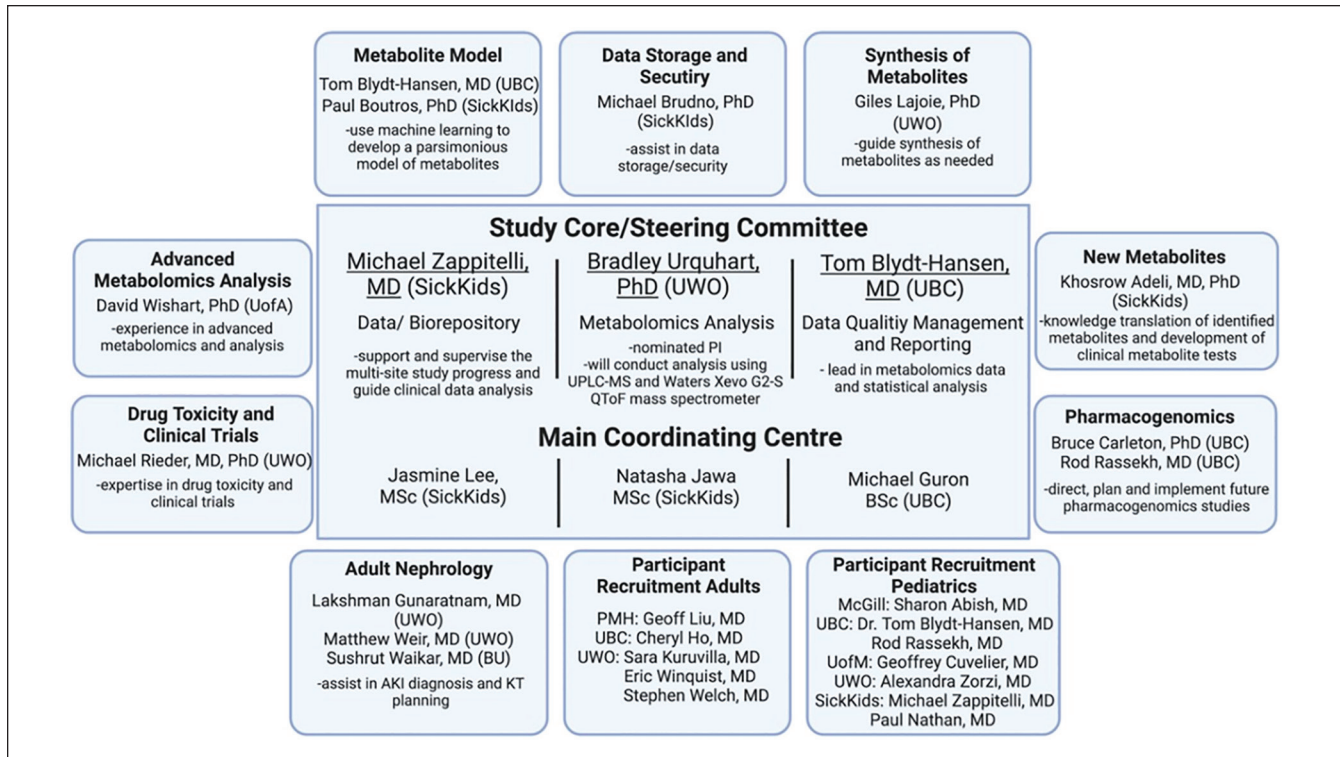 Metabolite Model
Tom Blydt-Hansen, MD (UBC)
Paul Boutros, PhD (SickKIds)
-use machine learning to
develop a parsimonious
model of metabolites
Data Storage and
Secutiry
Michael Brudno, PhD
(SickKIds)
-assist in data
storage/security
Synthesis of
Metabolites
Giles Lajoie, PhD
(UWO)
-guide synthesis of
metabolites as needed
Advanced
Metabolomics Analysis
David Wishart, PhD (UofA)
-experience in advanced
metabolomics and analysis
Drug Toxicity and
Clinical Trials
Michael Rieder, MD, PhD (UWO)
-expertise in drug toxicity and
clinical trials
Study Core/Steering Committee
Michael Zappitelli,
MD (SickKids)
Data/ Biorepository
-support and supervise the
multi-site study progress and
guide clinical data analysis
Bradley Urquhart,
PhD (UWO)
Metabolomics Analysis
-nominated PI
-will conduct analysis using
UPLC-MS and Waters Xevo G2-S
QToF mass spectrometer
Tom Blydt-Hansen,
MD (UBC)
Data Qualitiy Management
and Reporting
- lead in metabolomics data
and statistical analysis
Main Coordinating Centre
Jasmine Lee,
MSc (SickKids)
Natasha Jawa
MSc (SickKids)
Michael Guron
BSc (UBC)
New Metabolites
Khosrow Adeli, MD, PhD
(SickKids)
-knowledge translation of identified
metabolites and development of
clinical metabolite tests
Pharmacogenomics
Bruce Carleton, PhD (UBC)
Rod Rassekh, MD (UBC)
-direct, plan and implement future
pharmacogenomics studies
Adult Nephrology
Lakshman Gunaratnam, MD
(UWO)
Matthew Weir, MD (UWO)
Sushrut Waikar, MD (BU)
-assist in AKI diagnosis and KT
planning
Participant
Recruitment Adults
PMH: Geoff Liu, MD
UBC: Cheryl Ho, MD
UWO: Sara Kuruvilla, MD
Eric Winquist, MD
Stephen Welch, MD
Participant Recruitment
Pediatrics
McGill: Sharon Abish, MD
UBC: Dr. Tom Blydt-Hansen, MD
Rod Rassekh, MD
UofM: Geoffrey Cuvelier, MD
UWO: Alexandra Zorzi, MD
SickKids: Michael Zappitelli, MD
Paul Nathan, MD